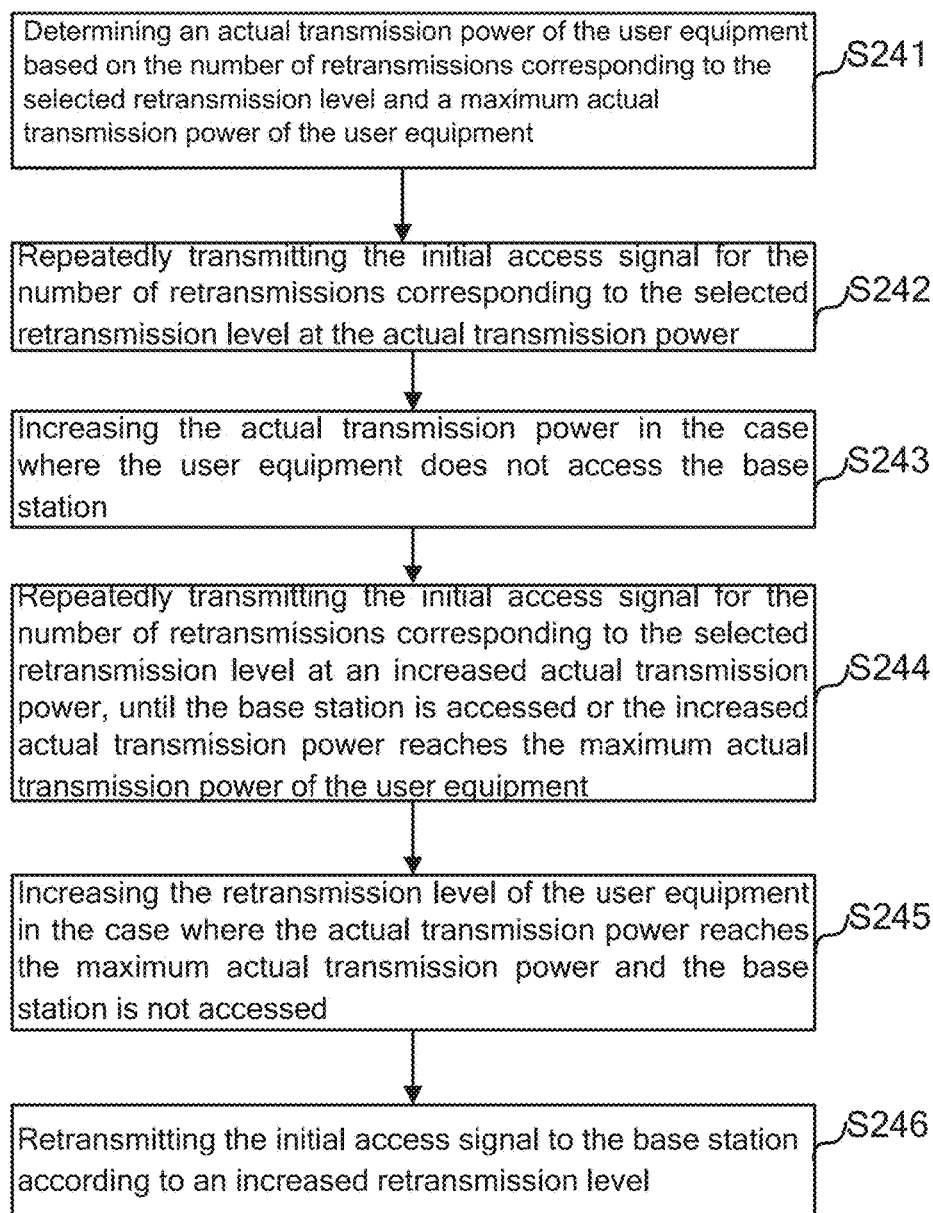 Determining an actual transmission power of the user equipment
based on the number of retransmissions corresponding to the
selected retransmission level and a maximum actual
transmission power of the user equipment
S241
Repeatedly transmitting the initial access signal for the
number of retransmissions corresponding to the selected
retransmission level at the actual transmission power
S242
Increasing the actual transmission power in the case
where the user equipment does not access the base
station
S243
Repeatedly transmitting the initial access signal for the
number of retransmissions corresponding to the selected
retransmission level at an increased actual transmission
power, until the base station is accessed or the increased
actual transmission power reaches the maximum actual
transmission power of the user equipment
S244
Increasing the retransmission level of the user equipment
in the case where the actual transmission power reaches
the maximum actual transmission power and the base
station is not accessed
S245
Retransmitting the initial access signal to the base station
according to an increased retransmission level
S246